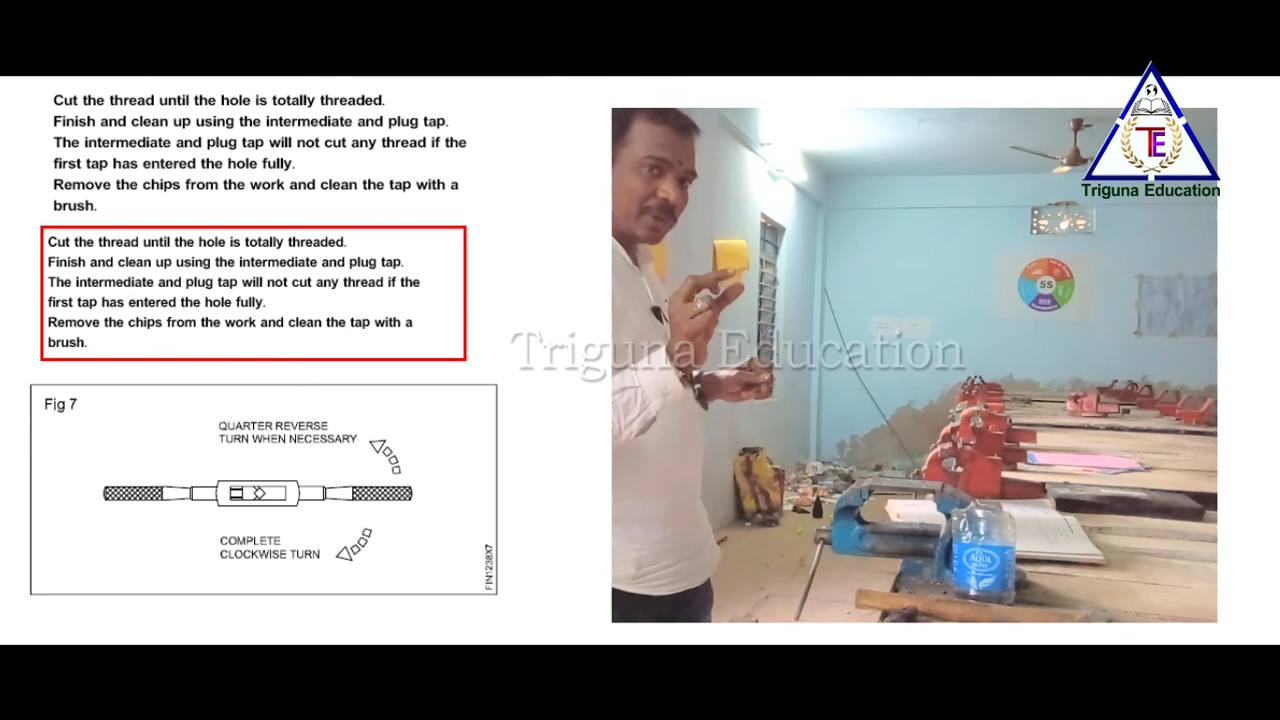 Cut the thread until the hole is totally threaded.
Finish and clean up using the intermediate and plug tap.
The intermediate and plug tap will not cut any thread if the
first tap has entered the hole fully.
Remove the chips from the work and clean the tap with a
brush.
Cut the thread until the hole is totally threaded.
Finish and clean up using the intermediate and plug tap.
The intermediate and plug tap will not cut any thread if the
first tap has entered the hole fully.
Remove the chips from the work and clean the tap with a
brush.
Fig 7
QUARTER REVERSE
TURN WHEN NECESSARY
COMPLETE
CLOCKWISE TURN
FIN1238X7
TE
Triguna Education
Triguna Education
5S
AQUA